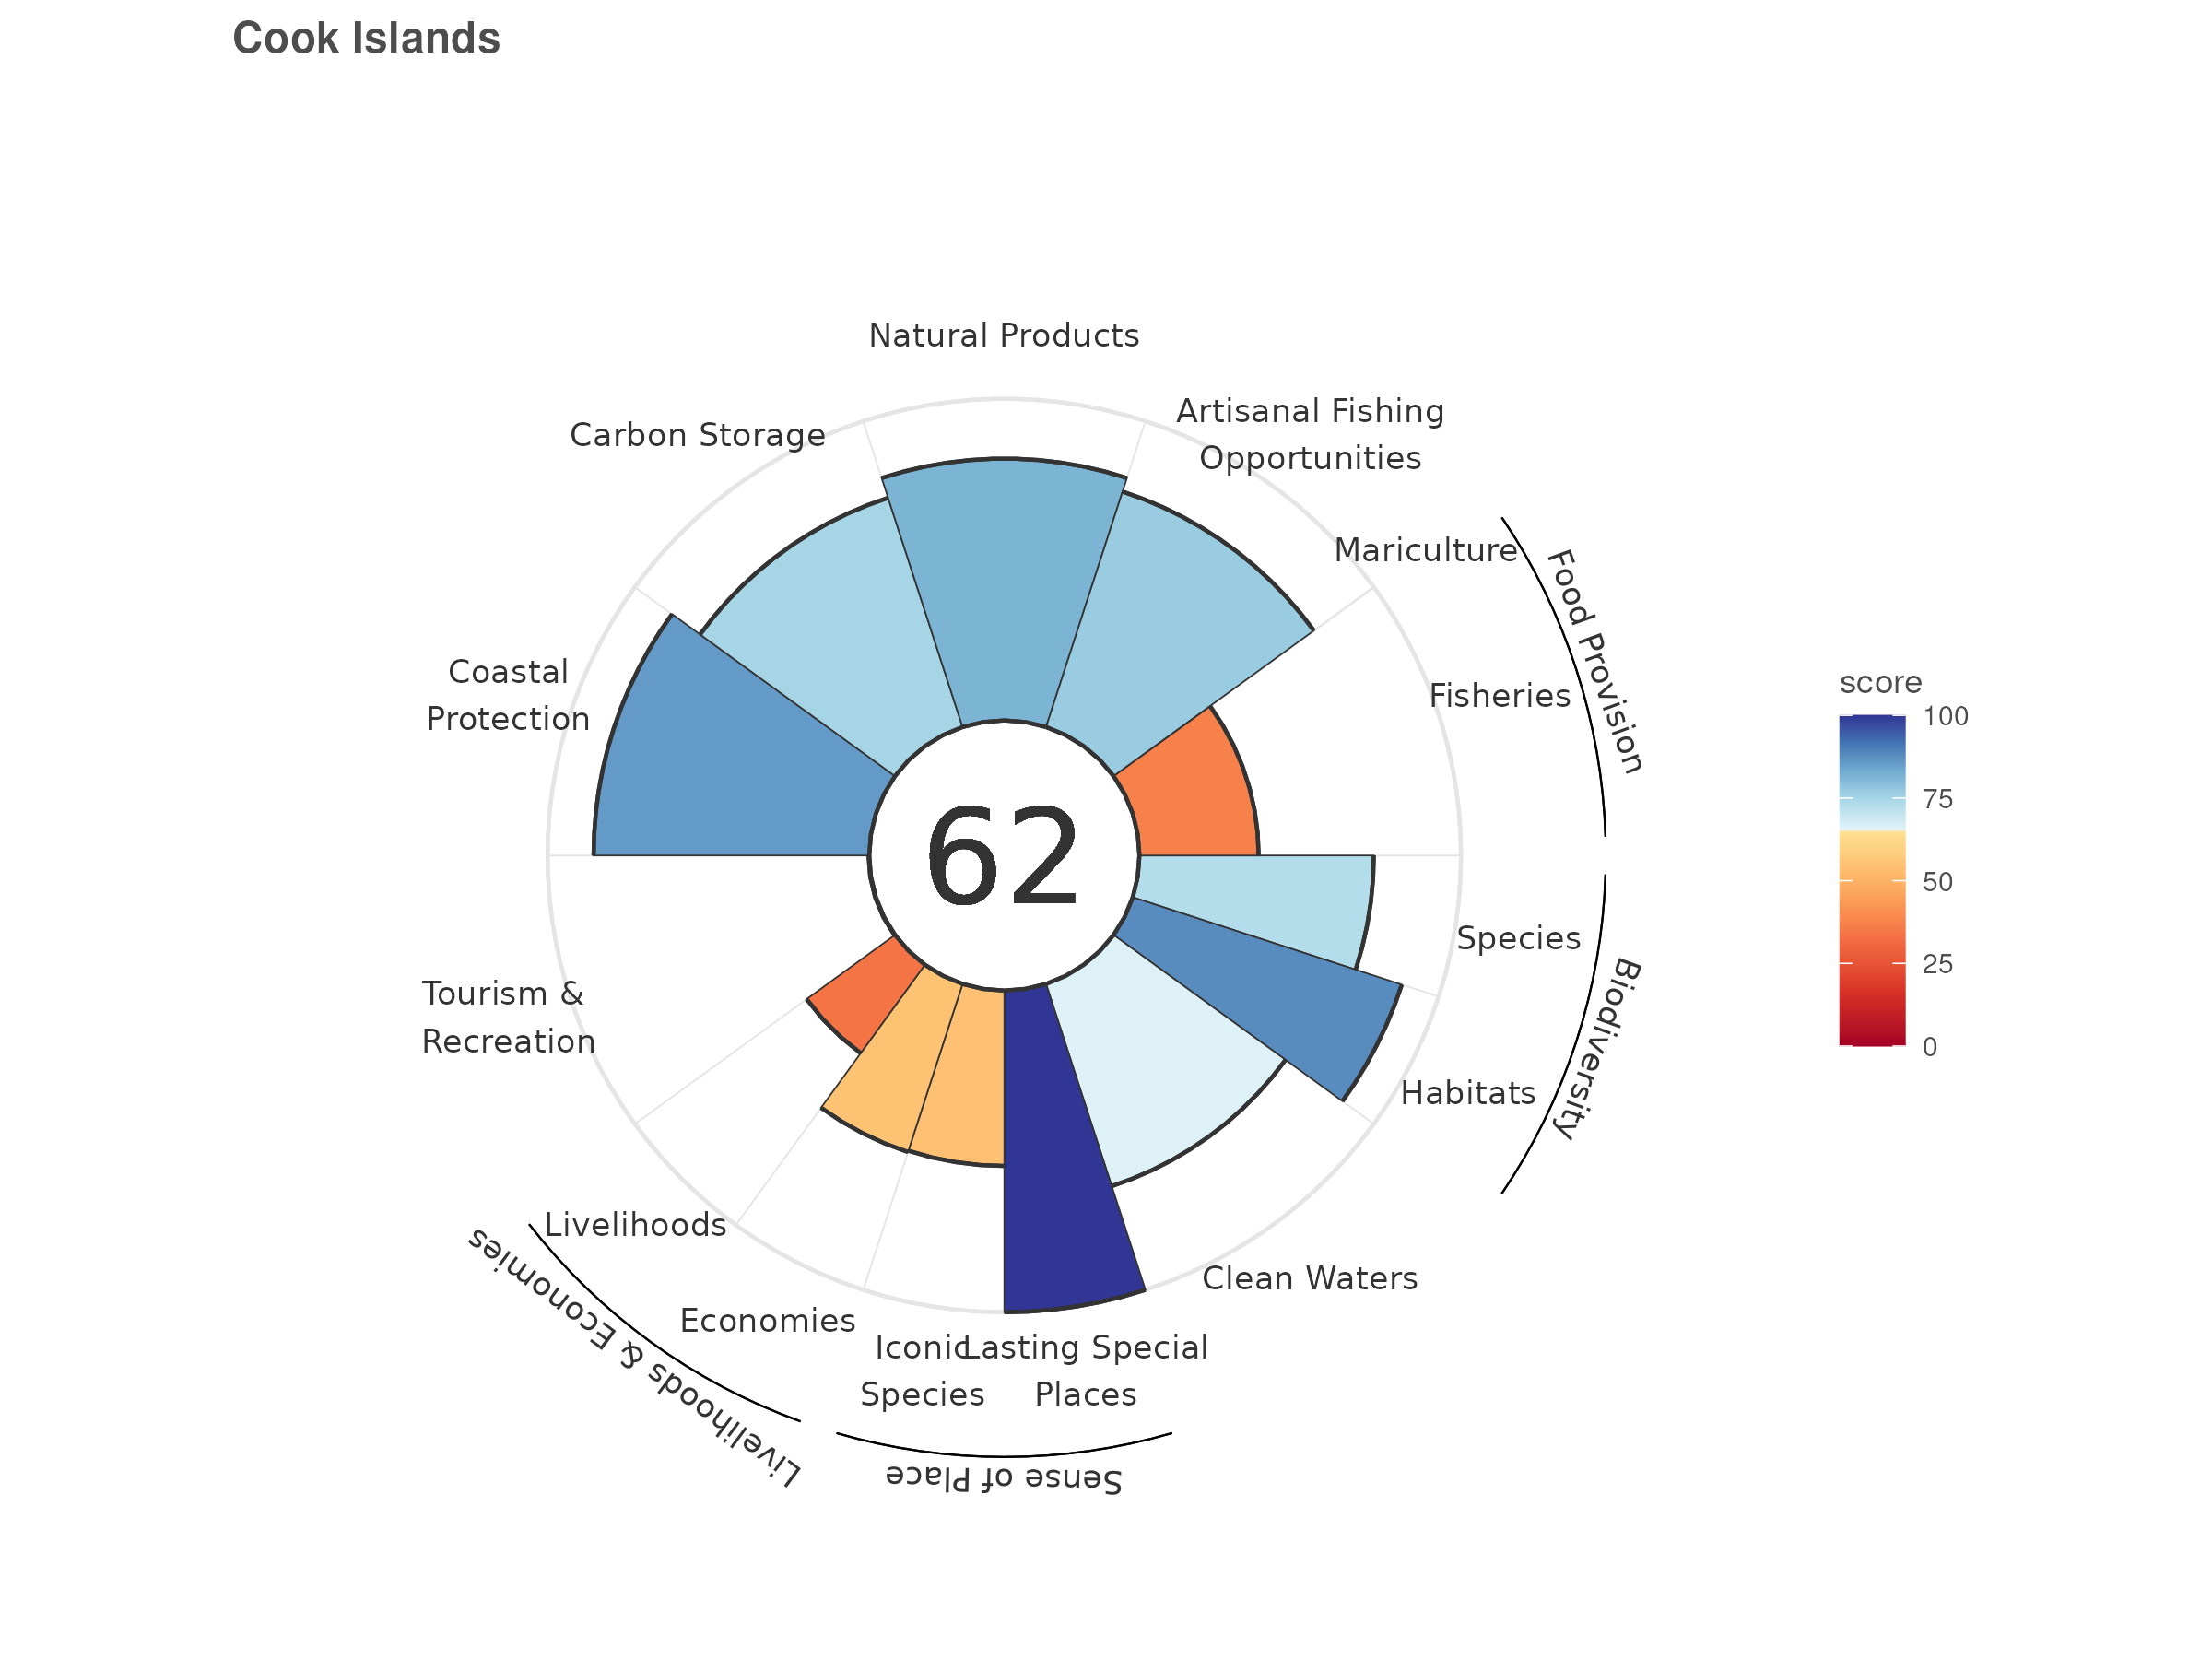 Cook Islands
Natural Products
Artisanal Fishing
Opportunities
Carbon Storage
Mariculture
Food Provision
Fisheries
Coastal
Protection
62
score
100
75
50
25
0
Species
Biodiversity
Habitats
Tourism &
Recreation
Livelihoods
Livelihoods & Economies
Economies
Clean Waters
Iconic
Species
Lasting Special
Places
Sense of Place